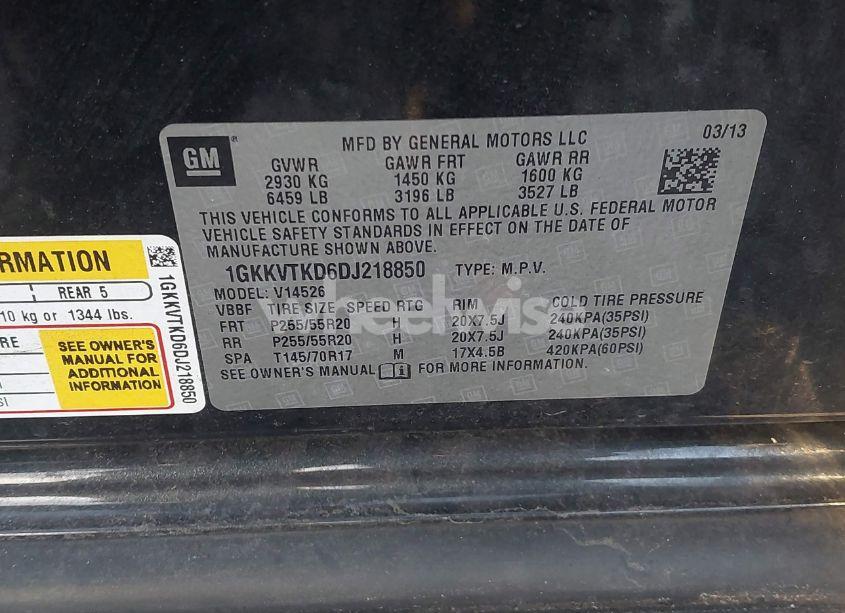 GM
®
MFD BY GENERAL MOTORS LLC
03/13
GVWR GAWR FRT GAWR RR
2930 KG 1450 KG 1600 KG
6459 LB 3196 LB 3527 LB
THIS VEHICLE CONFORMS TO ALL APPLICABLE U.S. FEDERAL MOTOR
VEHICLE SAFETY STANDARDS IN EFFECT ON THE DATE OF
MANUFACTURE SHOWN ABOVE.
1GKKVTKD6DJ218850 TYPE: M.P.V.
MODEL: V14526
VBBF TIRE SIZE SPEED RTG RIM COLD TIRE PRESSURE
FRT P255/55R20 H 20X7.5J 240KPA(35PSI)
RR P255/55R20 H 20X7.5J 240KPA(35PSI)
SPA T145/70R17 M 17X4.5B 420KPA(60PSI)
SEE OWNER'S MANUAL FOR MORE INFORMATION.
RMATION
REAR 5
10 kg or 1344 lbs.
RE
SEE OWNER'S
MANUAL FOR
ADDITIONAL
INFORMATION
SI
1GKKVTKD6DJ218850
wheelvis